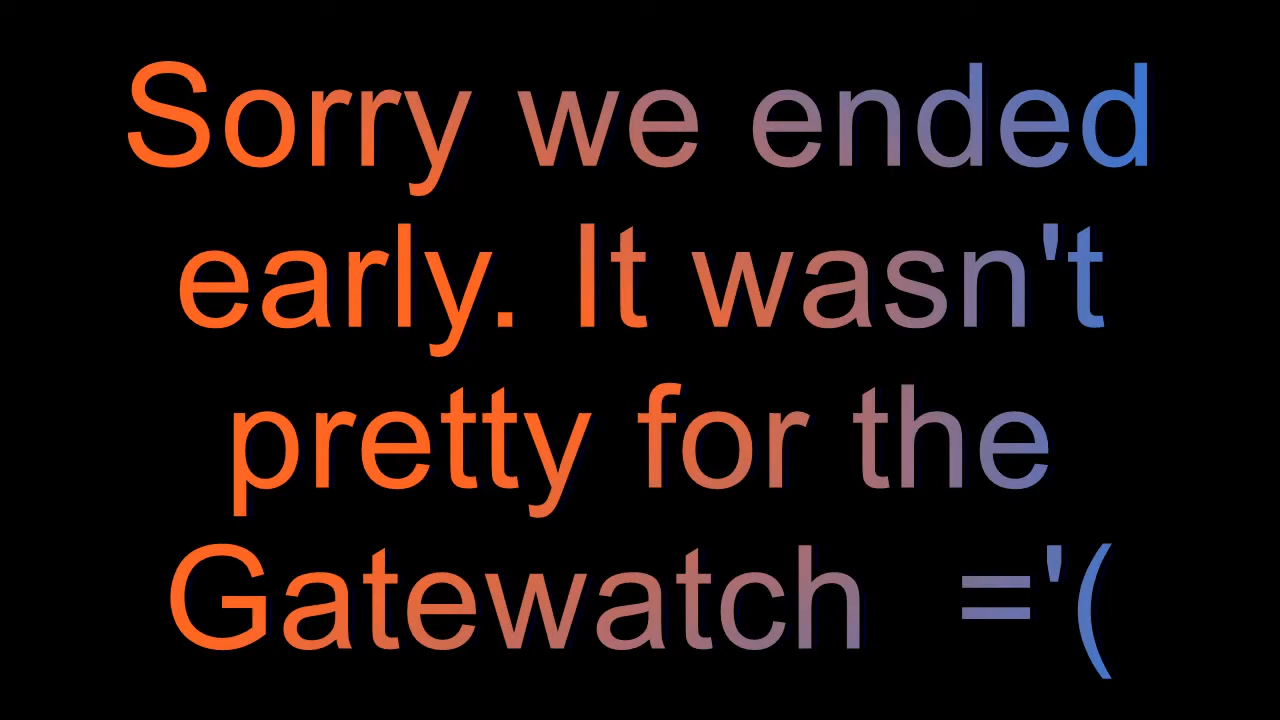 Sorry we ended
early. It wasn't
pretty for the
Gatewatch  ='(